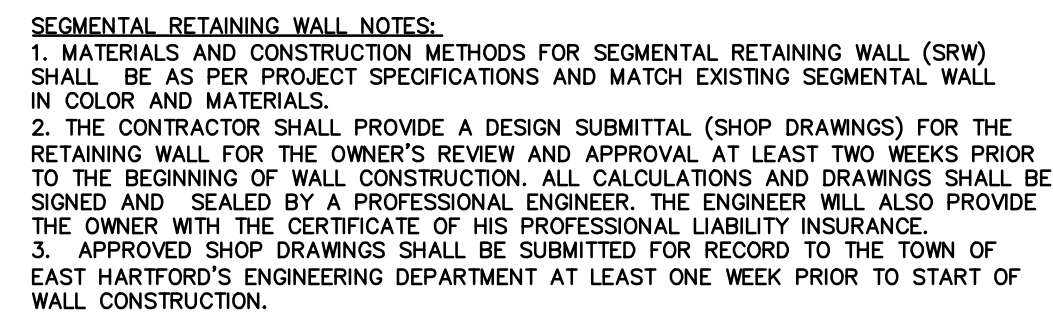 SEGMENTAL RETAINING WALL NOTES:
1. MATERIALS AND CONSTRUCTION METHODS FOR SEGMENTAL RETAINING WALL (SRW)
SHALL BE AS PER PROJECT SPECIFICATIONS AND MATCH EXISTING SEGMENTAL WALL
IN COLOR AND MATERIALS.
2. THE CONTRACTOR SHALL PROVIDE A DESIGN SUBMITTAL (SHOP DRAWINGS) FOR THE
RETAINING WALL FOR THE OWNER'S REVIEW AND APPROVAL AT LEAST TWO WEEKS PRIOR
TO THE BEGINNING OF WALL CONSTRUCTION. ALL CALCULATIONS AND DRAWINGS SHALL BE
SIGNED AND SEALED BY A PROFESSIONAL ENGINEER. THE ENGINEER WILL ALSO PROVIDE
THE OWNER WITH THE CERTIFICATE OF HIS PROFESSIONAL LIABILITY INSURANCE.
3. APPROVED SHOP DRAWINGS SHALL BE SUBMITTED FOR RECORD TO THE TOWN OF
EAST HARTFORD'S ENGINEERING DEPARTMENT AT LEAST ONE WEEK PRIOR TO START OF
WALL CONSTRUCTION.